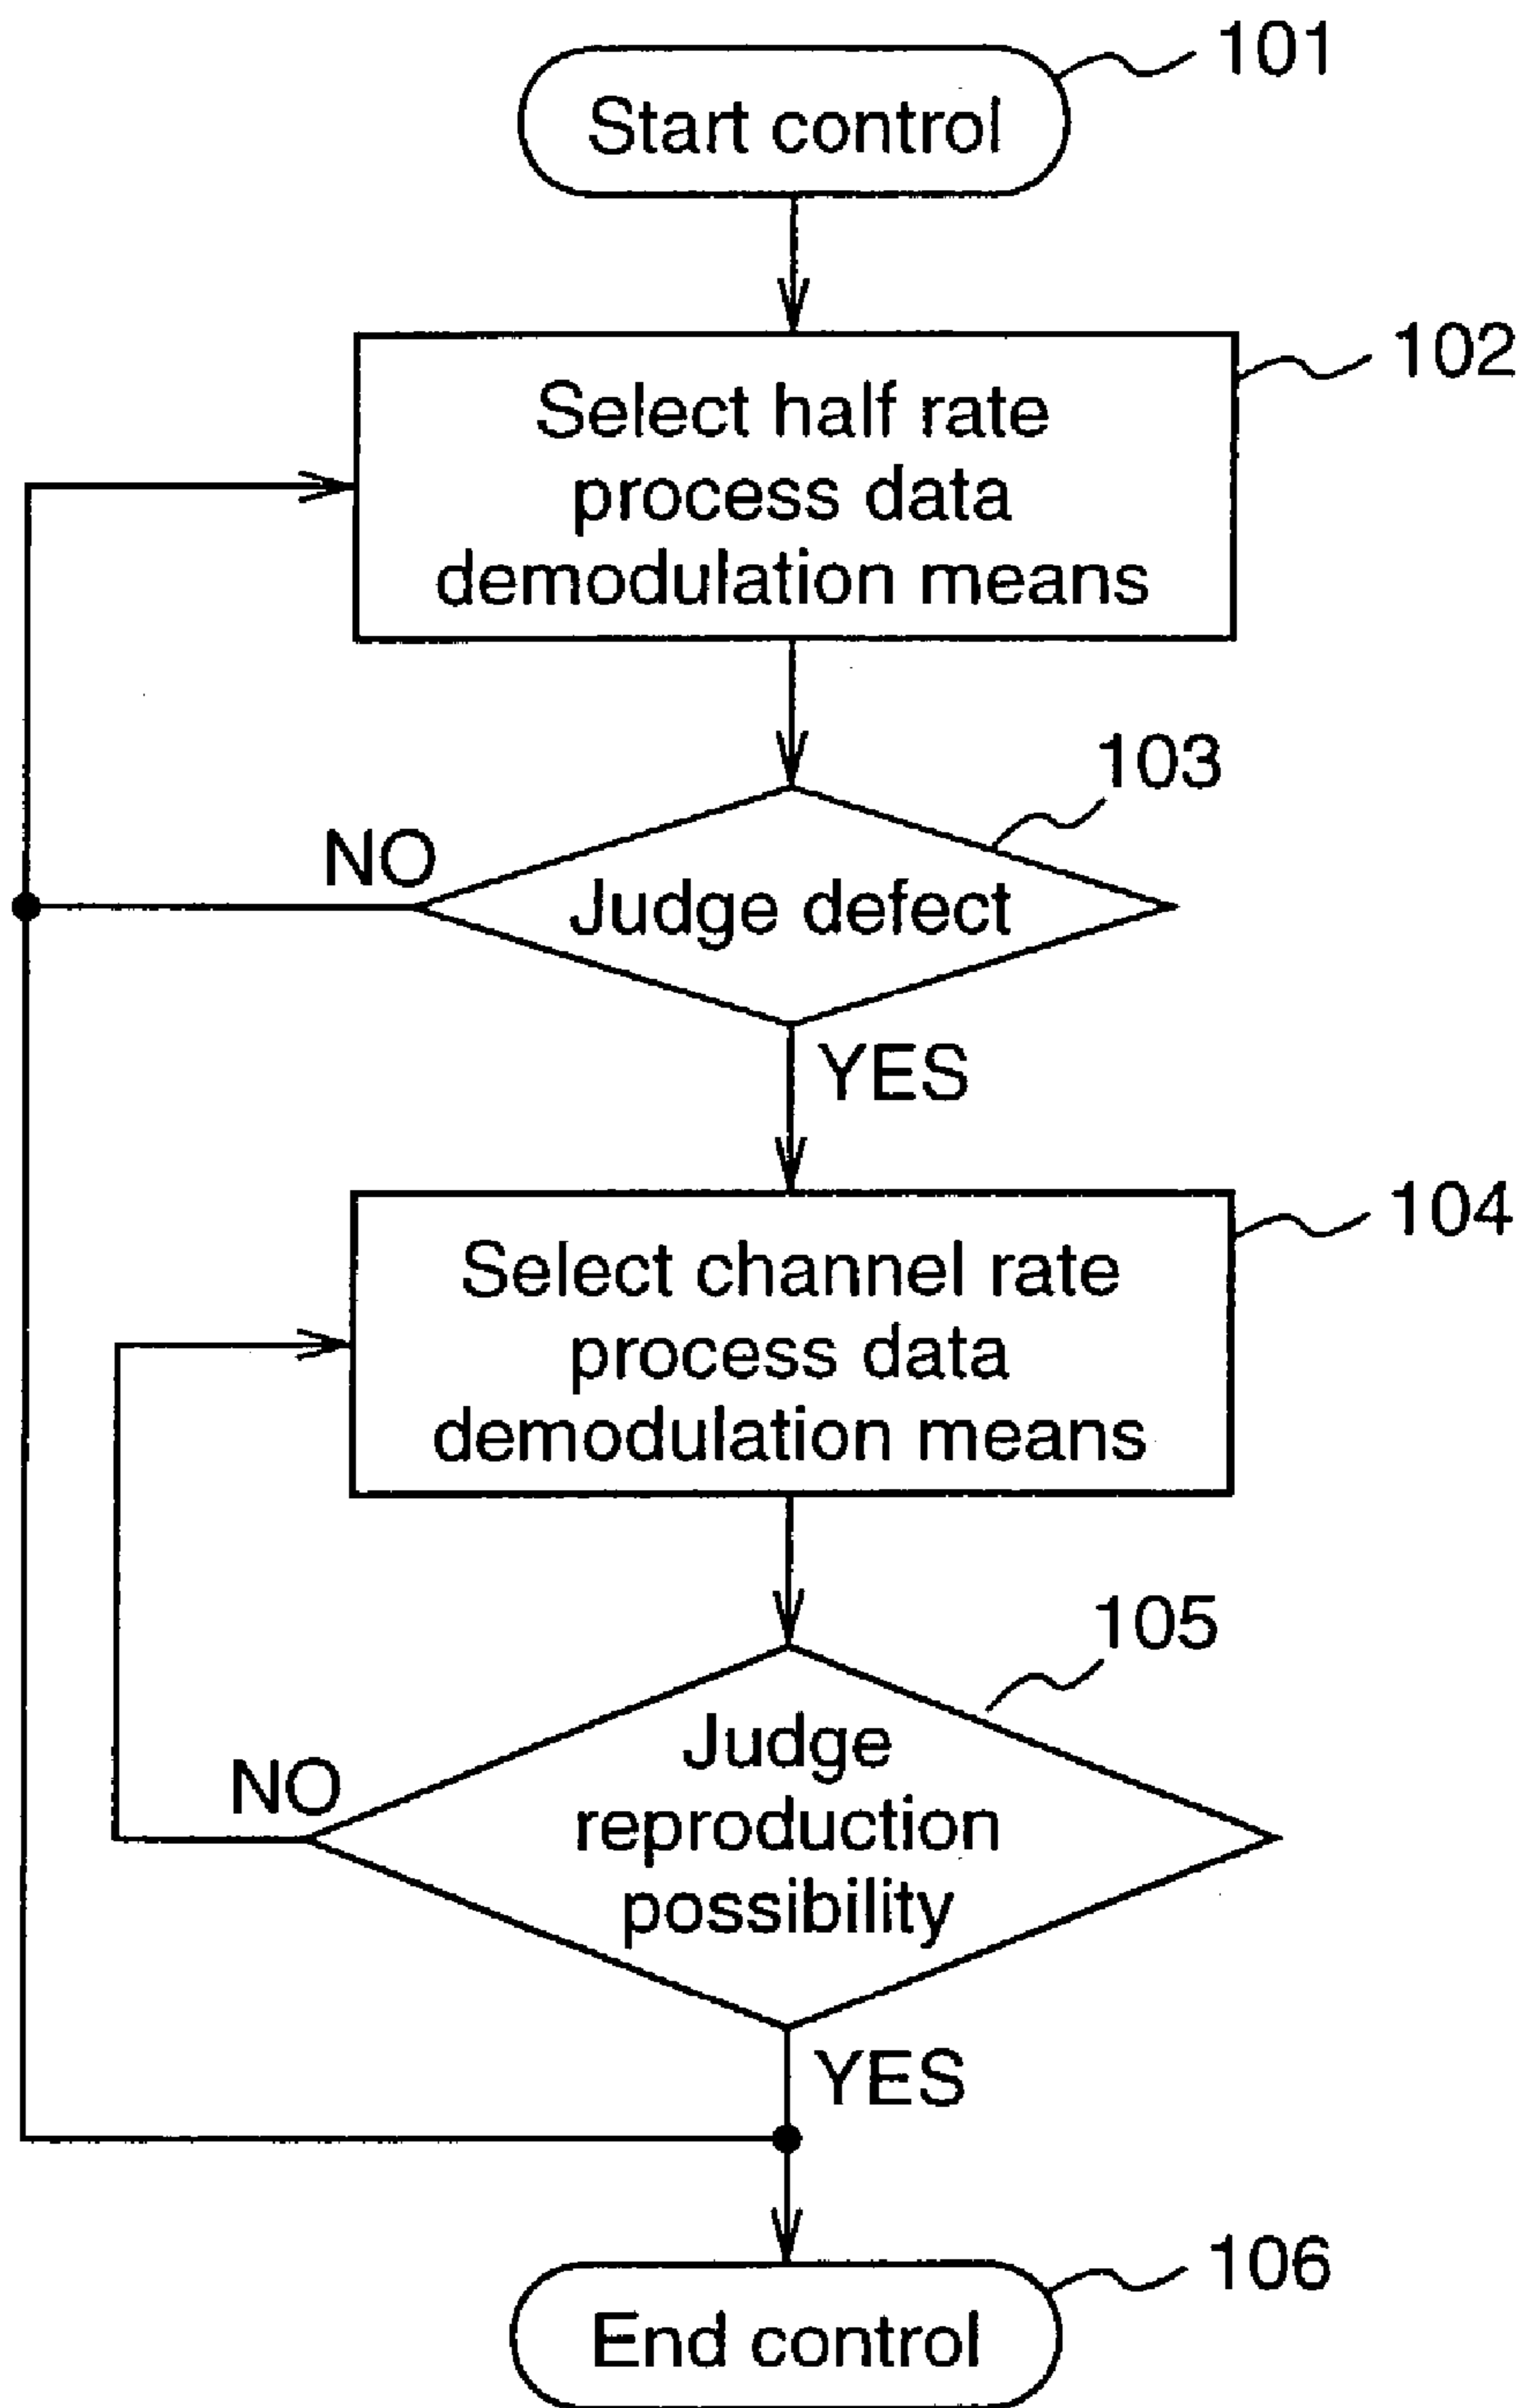 101
Start control
102
Select half rate
process data
demodulation means
103
NO
Judge defect
YES
104
Select channel rate
process data
demodulation means
105
NO
Judge
reproduction
possibility
YES
106
End control